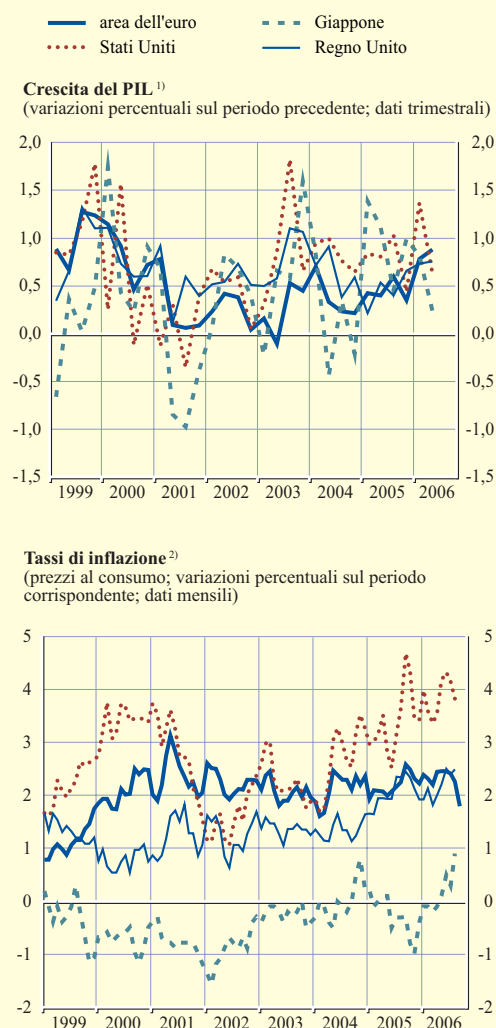 area dell'euro Giappone
Stati Uniti Regno Unito
Crescita del PIL 1)
(variazioni percentuali sul periodo precedente; dati trimestrali)
2,0 2,0
1,5 1,5
1,0 1,0
0,5 0,5
0,0 0,0
-0,5 -0,5
-1,0 -1,0
-1,5 -1,5
1999 2000 2001 2002 2003 2004 2005 2006
Tassi di inflazione 2)
(prezzi al consumo; variazioni percentuali sul periodo
corrispondente; dati mensili)
5 5
4 4
3 3
2 2
1 1
0 0
-1 -1
-2 -2
1999 2000 2001 2002 2003 2004 2005 2006